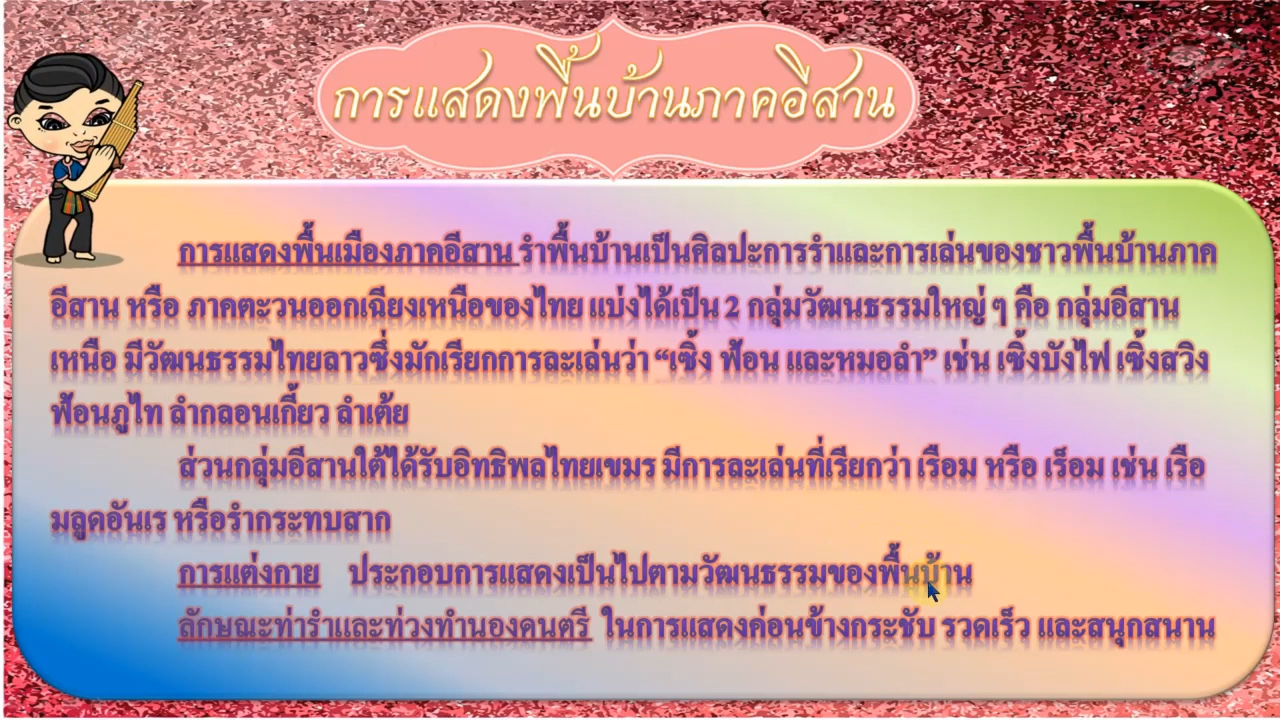 การแสดงพื้นบ้านภาคอีสาน
การแสดงพื้นเมืองภาคอีสาน รำพื้นบ้านเป็นศิลปะการรำและการเล่นของชาวพื้นบ้านภาค
อีสาน หรือ ภาคตะวันออกเฉียงเหนือของไทย แบ่งได้เป็น 2 กลุ่มวัฒนธรรมใหญ่ ๆ คือ กลุ่มอีสาน
เหนือ มีวัฒนธรรมไทยลาวซึ่งมักเรียกการละเล่นว่า “เซิ้ง ฟ้อน และหมอลำ” เช่น เซิ้งบังไฟ เซิ้งสวิง
ฟ้อนภูไท ลำกลอนเกี้ยว ลำเต้ย
ส่วนกลุ่มอีสานใต้ได้รับอิทธิพลไทยเขมร มีการละเล่นที่เรียกว่า เรือม หรือ เร็อม เช่น เรือ
มลูดอันเร หรือรำกระทบสาก
การแต่งกาย ประกอบการแสดงเป็นไปตามวัฒนธรรมของพื้นบ้าน
ลักษณะท่ารำและท่วงทำนองดนตรี ในการแสดงค่อนข้างกระชับ รวดเร็ว และสนุกสนาน